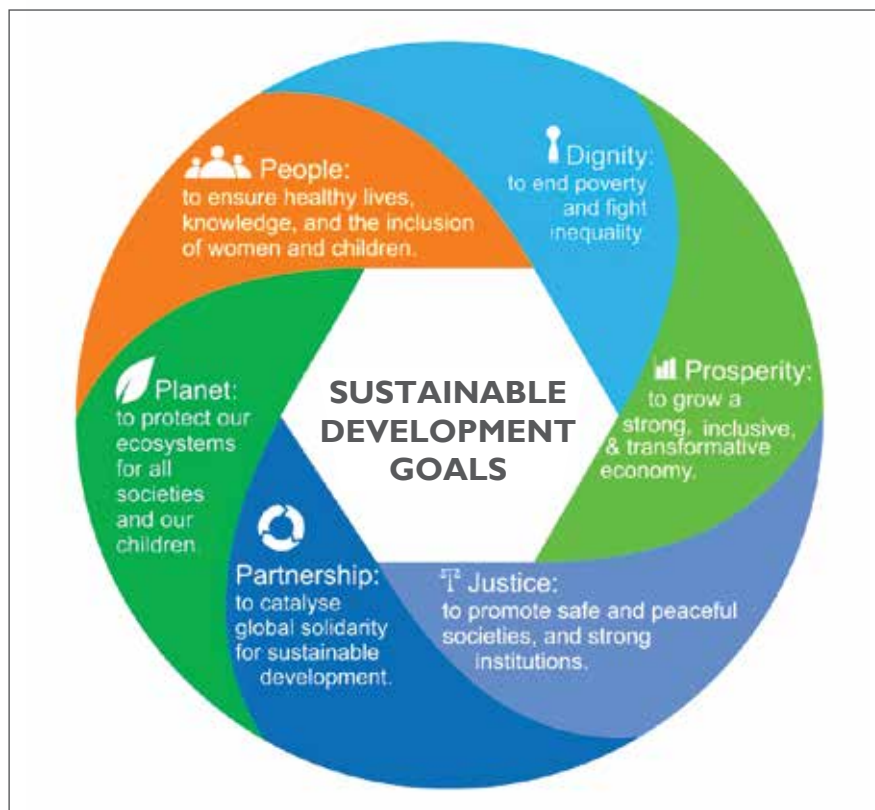 People:
to ensure healthy lives,
knowledge, and the inclusion
of women and children.
Dignity:
to end poverty
and fight
inequality
Prosperity:
to grow a
strong, inclusive,
& transformative
economy.
Justice:
to promote safe and peaceful
societies, and strong
institutions.
Partnership:
to catalyse
global solidarity
for sustainable
development.
Planet:
to protect our
ecosystems
for all
societies
and our
children.
SUSTAINABLE
DEVELOPMENT
GOALS